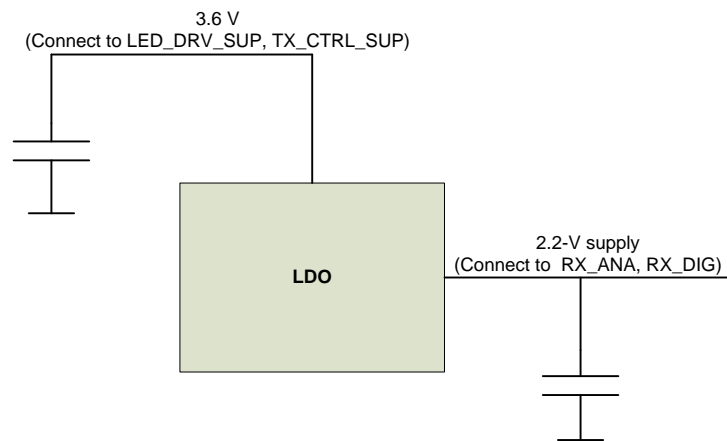 3.6 V
(Connect to LED_DRV_SUP, TX_CTRL_SUP)
LDO
2.2-V supply
(Connect to  RX_ANA, RX_DIG)